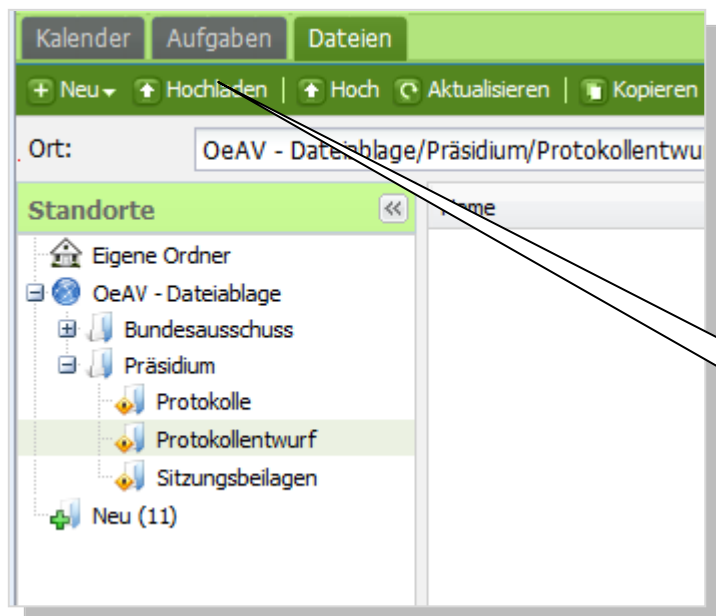 Kalender Aufgaben Dateien
Neu Hochladen | Hoch Aktualisieren | Kopieren
Ort: OeAV - Dateiablage/Präsidium/Protokollentwu
Standorte Name
Eigene Ordner
OeAV - Dateiablage
Bundesausschuss
Präsidium
Protokolle
Protokollentwurf
Sitzungsbeilagen
Neu (11)